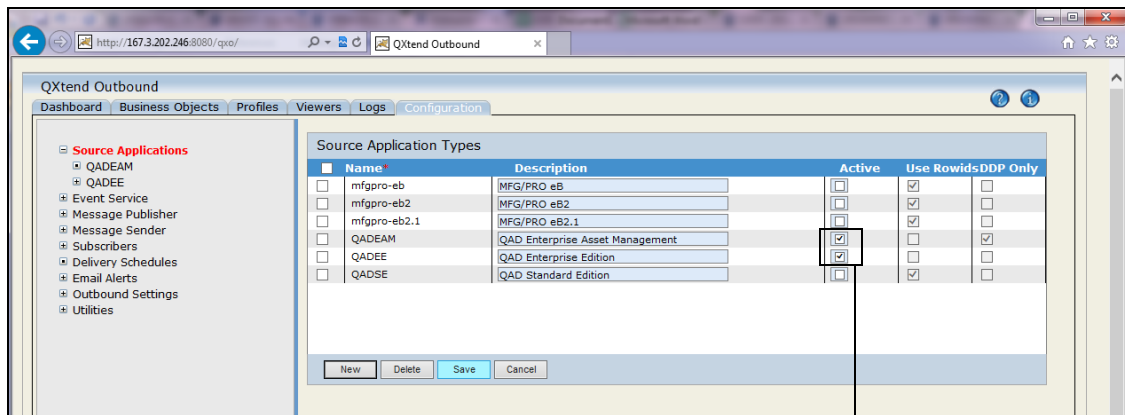 http://167.3.202.246:8080/qxo/
QXtend Outbound
QXtend Outbound
Dashboard Business Objects Profiles Viewers Logs Configuration
Source Applications
QADEAM
QADEE
Event Service
Message Publisher
Message Sender
Subscribers
Delivery Schedules
Email Alerts
Outbound Settings
Utilities
Source Application Types
Name* Description Active Use Rowids DDP Only
mfgpro-eb MFG/PRO eB
mfgpro-eb2 MFG/PRO eB2
mfgpro-eb2.1 MFG/PRO eB2.1
QADEAM QAD Enterprise Asset Management
QADEE QAD Enterprise Edition
QADSE QAD Standard Edition
New Delete Save Cancel